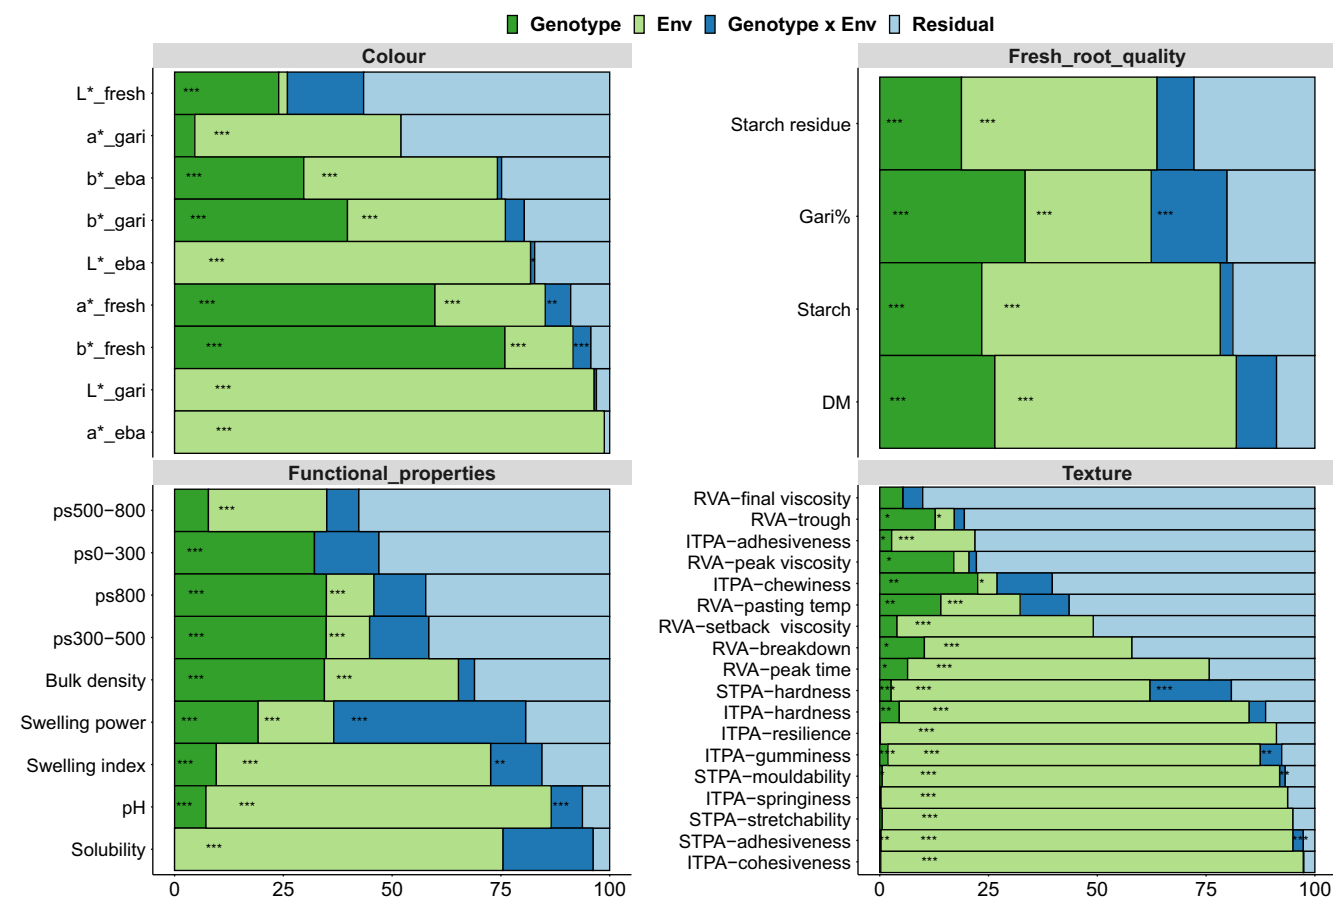 Genotype Env Genotype x Env Residual
Colour
L*_fresh ***
a*_gari ***
b*_eba *** ***
b*_gari *** ***
L*_eba *** *
a*_fresh *** *** **
b*_fresh *** *** ***
L*_gari ***
a*_eba ***
Fresh_root_quality
Starch residue *** ***
Gari% *** *** ***
Starch *** ***
DM *** ***
Functional_properties
ps500−800 ***
ps0−300 ***
ps800 *** ***
ps300−500 *** ***
Bulk density *** ***
Swelling power *** *** ***
Swelling index *** *** **
pH *** *** ***
Solubility ***
0 25 50 75 100
Texture
RVA−final viscosity
RVA−trough * *
ITPA−adhesiveness * ***
RVA−peak viscosity *
ITPA−chewiness ** *
RVA−pasting temp ** ***
RVA−setback viscosity ***
RVA−breakdown * ***
RVA−peak time * ***
STPA−hardness *** *** ***
ITPA−hardness ** ***
ITPA−resilience ***
ITPA−gumminess *** *** **
STPA−mouldability * *** **
ITPA−springiness ***
STPA−stretchability ***
STPA−adhesiveness ** *** ***
ITPA−cohesiveness ***
0 25 50 75 100